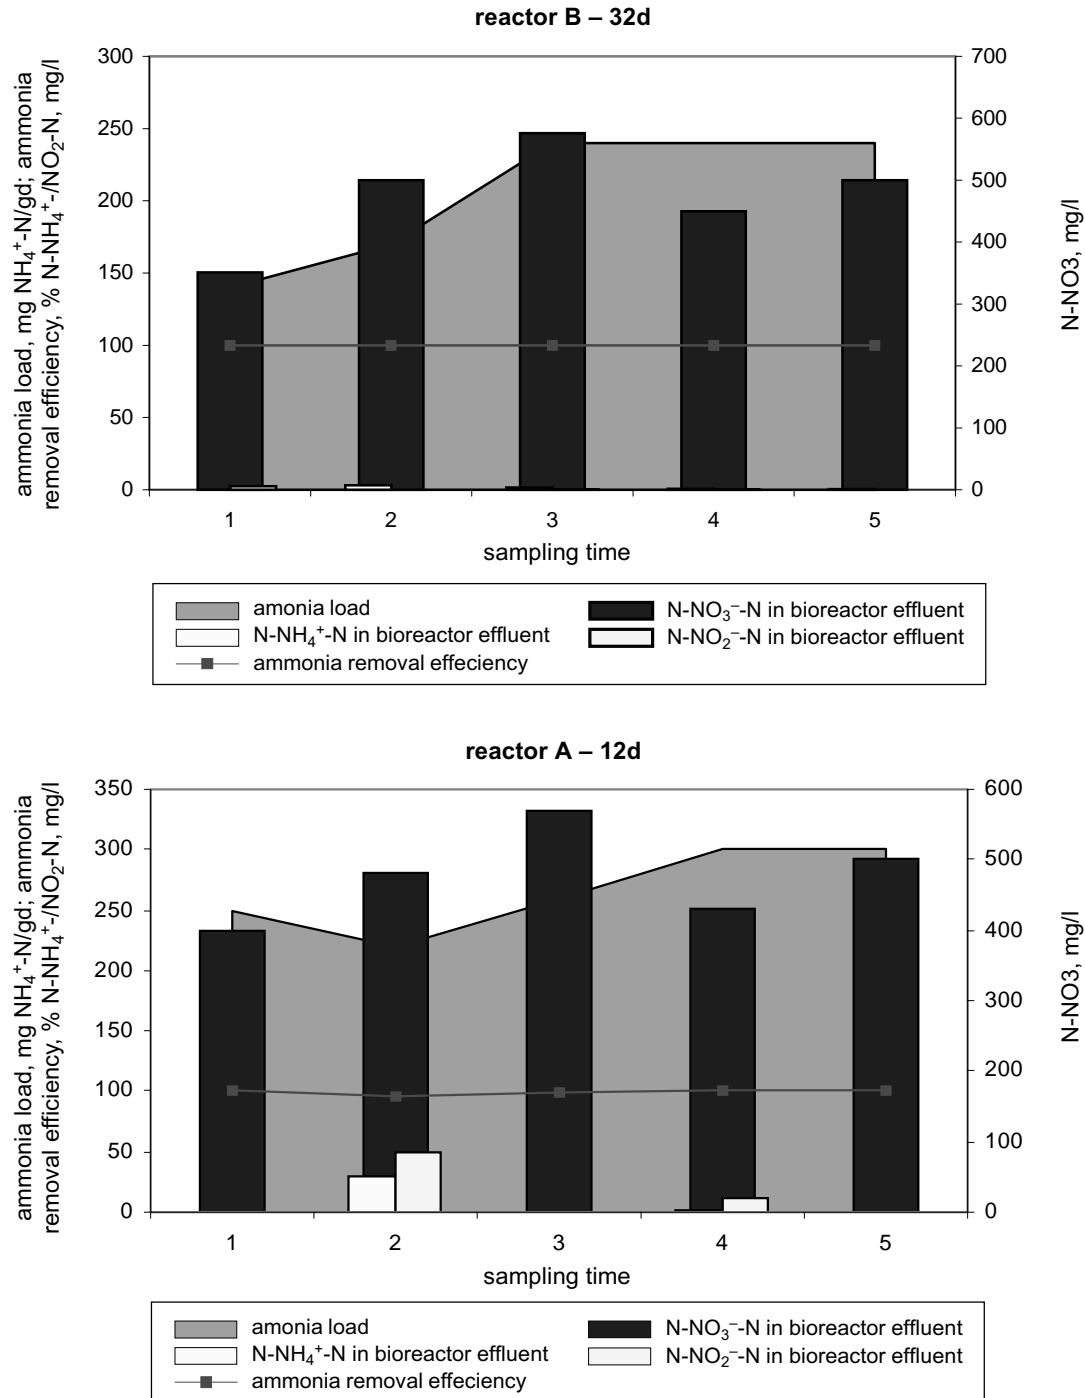 reactor B – 32d
ammonia load, mg NH₄⁺-N/gd; ammonia
removal efficiency, % N-NH₄⁺-/NO₂-N, mg/l
300
250
200
150
100
50
0
700
600
500
400
300
200
100
0
N-NO3, mg/l
1 2 3 4 5
sampling time
amonia load
N-NH₄⁺-N in bioreactor effluent
ammonia removal effeciency
N-NO₃⁻-N in bioreactor effluent
N-NO₂⁻-N in bioreactor effluent
reactor A – 12d
ammonia load, mg NH₄⁺-N/gd; ammonia
removal efficiency, % N-NH₄⁺-/NO₂-N, mg/l
350
300
250
200
150
100
50
0
600
500
400
300
200
100
0
N-NO3, mg/l
1 2 3 4 5
sampling time
amonia load
N-NH₄⁺-N in bioreactor effluent
ammonia removal effeciency
N-NO₃⁻-N in bioreactor effluent
N-NO₂⁻-N in bioreactor effluent